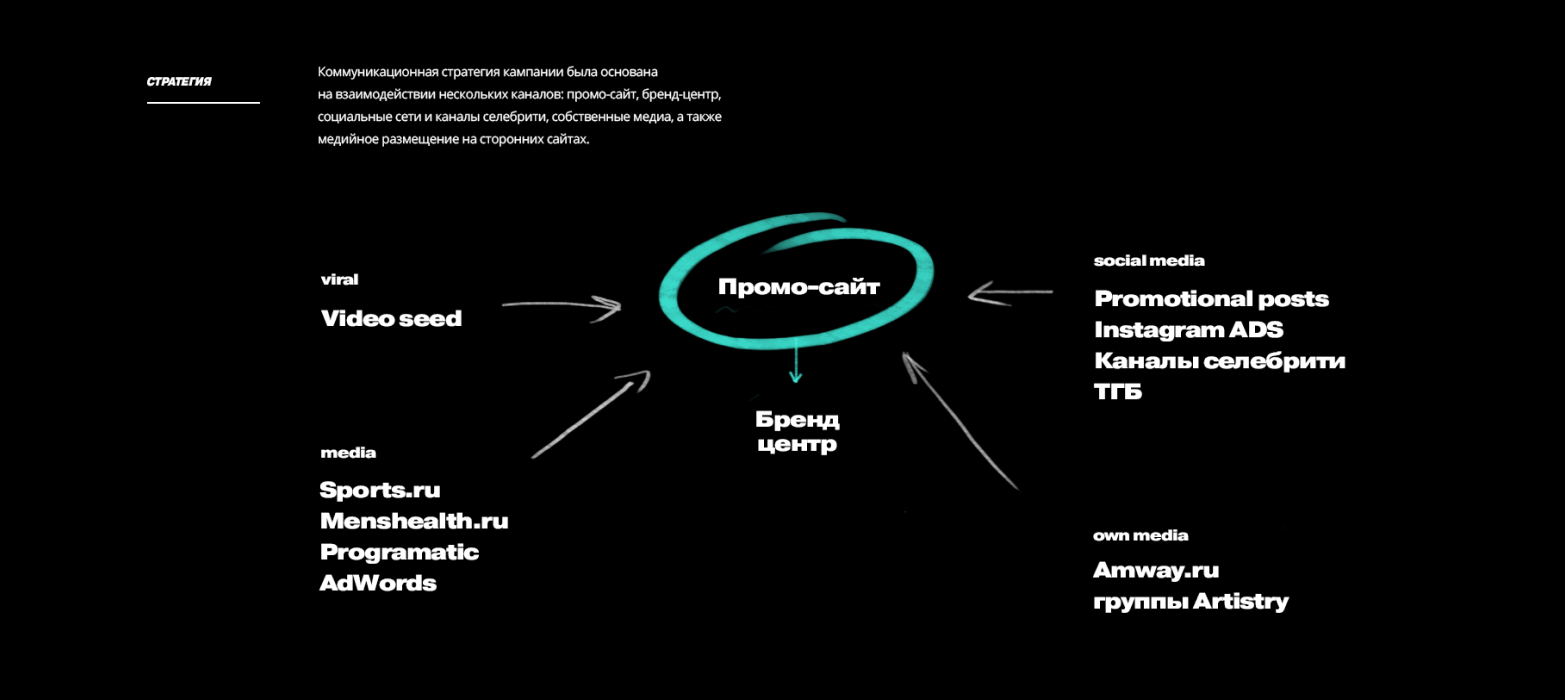 СТРАТЕГИЯ
Коммуникационная стратегия кампании была основана
на взаимодействии нескольких каналов: промо-сайт, бренд-центр,
социальные сети и каналы селебрити, собственные медиа, а также
медийное размещение на сторонних сайтах.
viral
Video seed
Промо-сайт
social media
Promotional posts
Instagram ADS
Каналы селебрити
ТГБ
Бренд
центр
media
Sports.ru
Menshealth.ru
Programatic
AdWords
own media
Amway.ru
группы Artistry